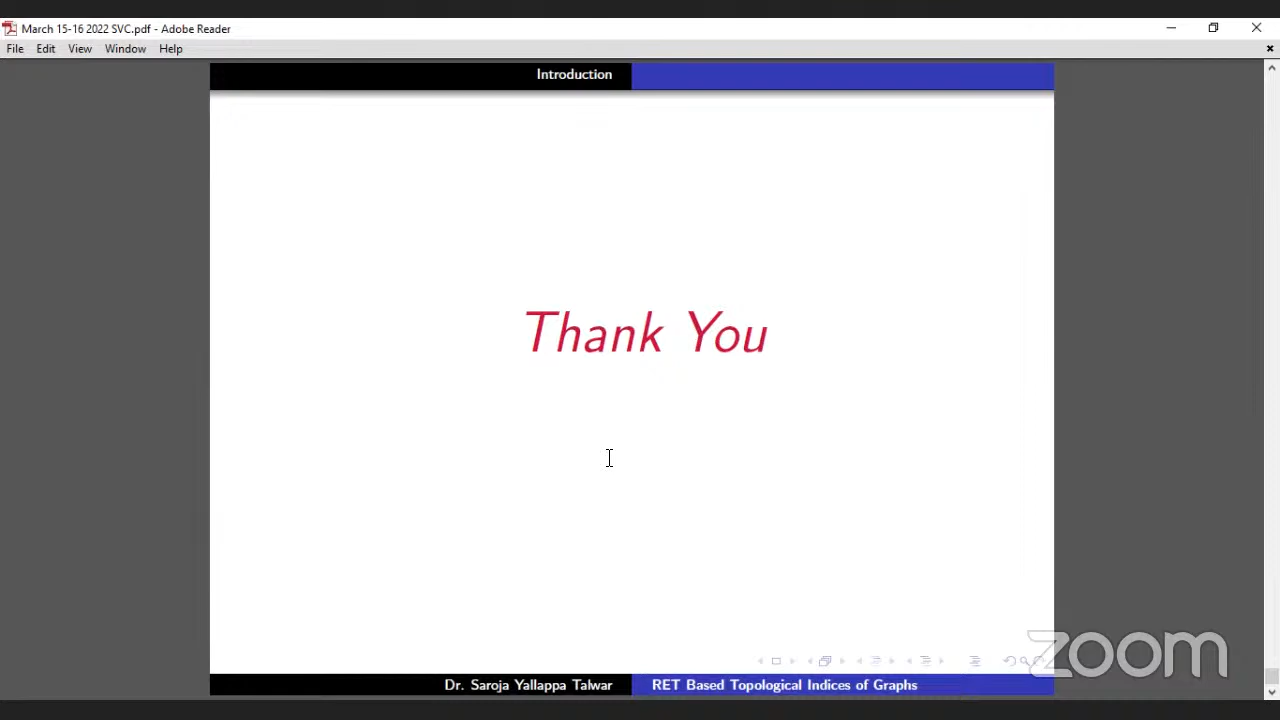 March 15-16 2022 SVC.pdf - Adobe Reader
File Edit View Window Help
Introduction
Thank You
zoom
Dr. Saroja Yallappa Talwar RET Based Topological Indices of Graphs